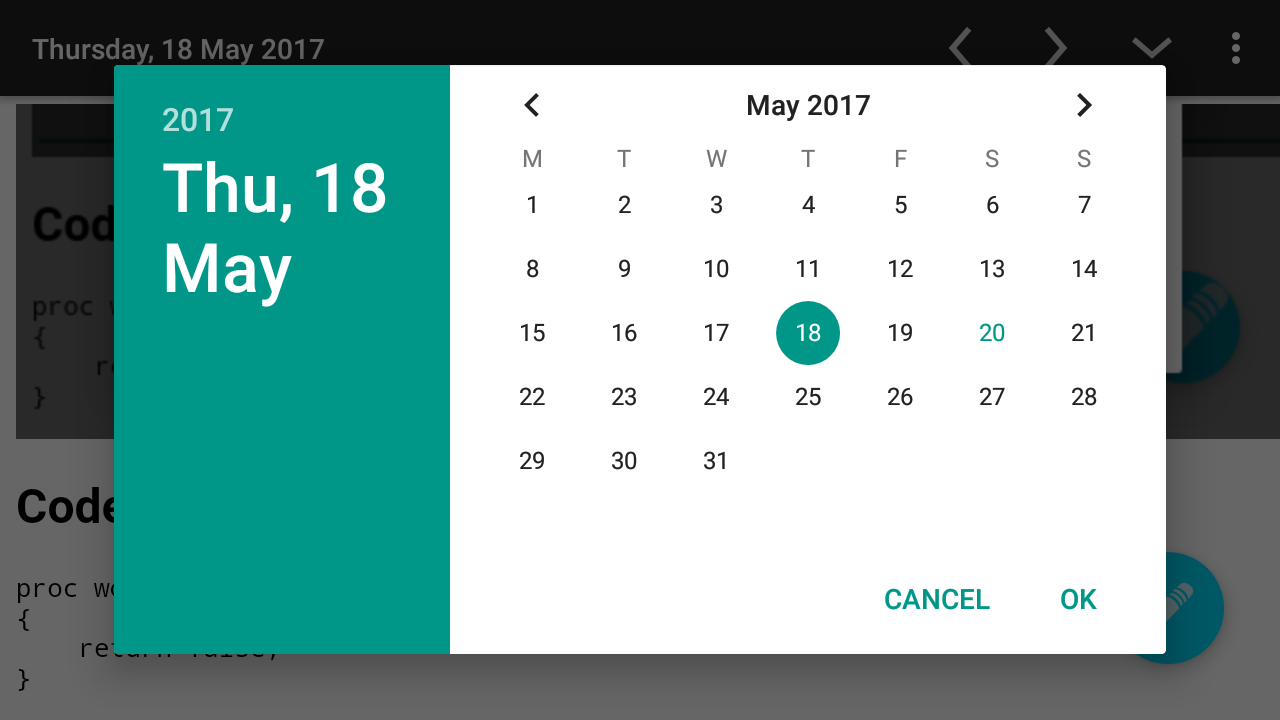 Thursday, 18 May 2017
2017
Thu, 18
May
May 2017
M T W T F S S
1 2 3 4 5 6 7
8 9 10 11 12 13 14
15 16 17 18 19 20 21
22 23 24 25 26 27 28
29 30 31
CANCEL OK
Cod
proc
{
}
Code
proc
{
return false;
}